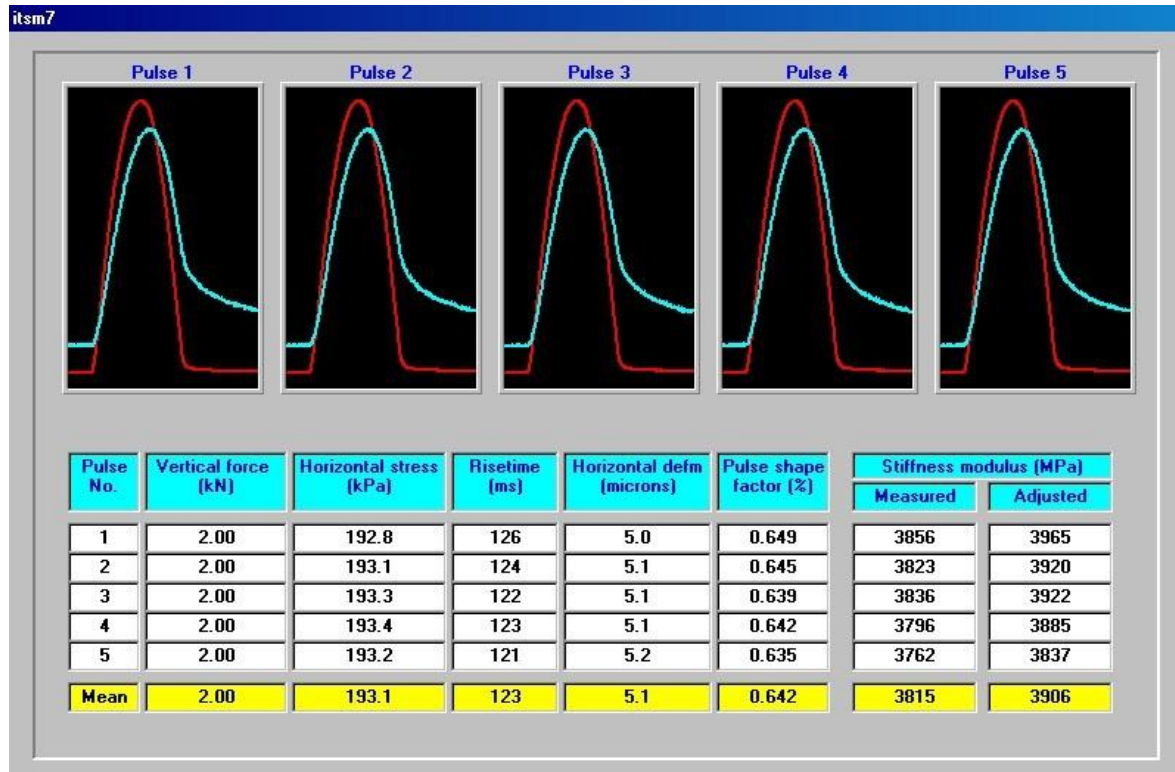 itsm7
Pulse 1 Pulse 2 Pulse 3 Pulse 4 Pulse 5
Pulse No. Vertical force (kN) Horizontal stress (kPa) Risetime (ms) Horizontal defm (microns) Pulse shape factor (%) Stiffness modulus (MPa)
Measured Adjusted
1 2.00 192.8 126 5.0 0.649 3856 3965
2 2.00 193.1 124 5.1 0.645 3823 3920
3 2.00 193.3 122 5.1 0.639 3836 3922
4 2.00 193.4 123 5.1 0.642 3796 3885
5 2.00 193.2 121 5.2 0.635 3762 3837
Mean 2.00 193.1 123 5.1 0.642 3815 3906